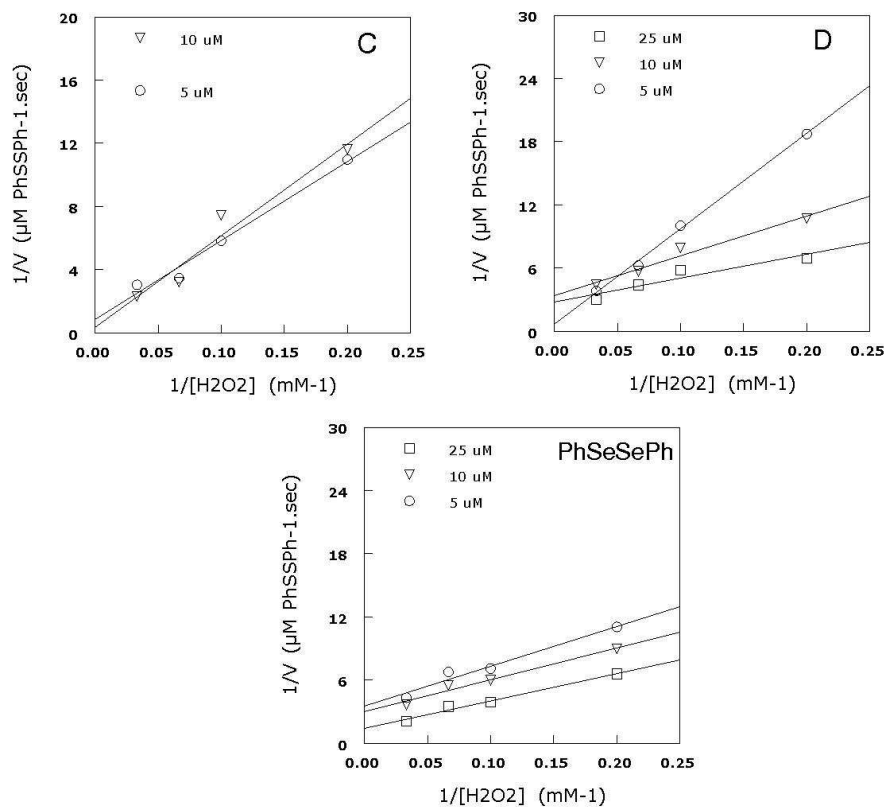 C
10 uM
5 uM
1/V (µM PhSSPh-1.sec)
20
16
12
8
4
0
0.00 0.05 0.10 0.15 0.20 0.25
1/[H2O2] (mM-1)
D
25 uM
10 uM
5 uM
1/V (µM PhSSPh-1.sec)
30
24
18
12
6
0
0.00 0.05 0.10 0.15 0.20 0.25
1/[H2O2] (mM-1)
PhSeSePh
25 uM
10 uM
5 uM
1/V (µM PhSSPh-1.sec)
30
24
18
12
6
0
0.00 0.05 0.10 0.15 0.20 0.25
1/[H2O2] (mM-1)